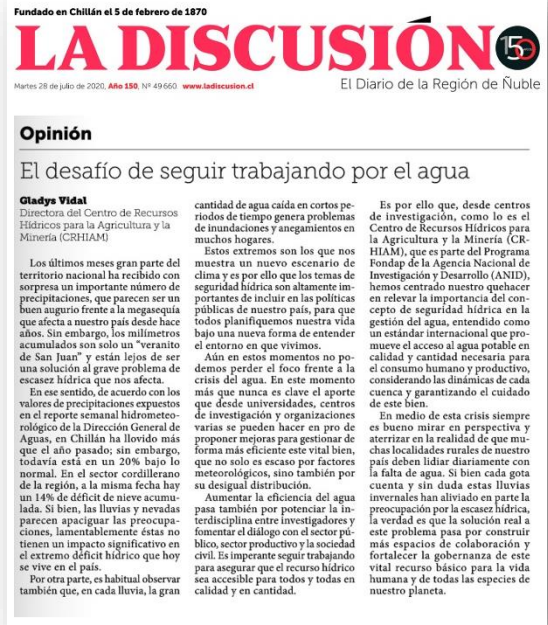 Fundado en Chillán el 5 de febrero de 1870
LA DISCUSIÓN
150
Martes 28 de julio de 2020, Año 150, Nº 49660 www.ladiscusion.cl
El Diario de la Región de Ñuble
Opinión
El desafío de seguir trabajando por el agua
Gladys Vidal
Directora del Centro de Recursos
Hídricos para la Agricultura y la
Minería (CRHIAM)
Los últimos meses gran parte del
territorio nacional ha recibido con
sorpresa un importante número de
precipitaciones, que parecen ser un
buen augurio frente a la megasequía
que afecta a nuestro país desde hace
años. Sin embargo, los milímetros
acumulados son solo un “veranito
de San Juan” y están lejos de ser
una solución al grave problema de
escasez hídrica que nos afecta.
En ese sentido, de acuerdo con los
valores de precipitaciones expuestos
en el reporte semanal hidrometeo-
rológico de la Dirección General de
Aguas, en Chillán ha llovido más
que el año pasado; sin embargo,
todavía está en un 20% bajo lo
normal. En el sector cordillerano
de la región, a la misma fecha hay
un 14% de déficit de nieve acumu-
lada. Si bien, las lluvias y nevadas
parecen apaciguar las preocupa-
ciones, lamentablemente éstas no
tienen un impacto significativo en
el extremo déficit hídrico que hoy
se vive en el país.
Por otra parte, es habitual observar
también que, en cada lluvia, la gran
cantidad de agua caída en cortos pe-
riodos de tiempo genera problemas
de inundaciones y anegamientos en
muchos hogares.
Estos extremos son los que nos
muestra un nuevo escenario de
clima y es por ello que los temas de
seguridad hídrica son altamente im-
portantes de incluir en las políticas
públicas de nuestro país, para que
todos planifiquemos nuestra vida
bajo una nueva forma de entender
el entorno en que vivimos.
Aún en estos momentos no po-
demos perder el foco frente a la
crisis del agua. En este momento
más que nunca es clave el aporte
que desde universidades, centros
de investigación y organizaciones
varias se pueden hacer en pro de
proponer mejoras para gestionar de
forma más eficiente este vital bien,
que no solo es escaso por factores
meteorológicos, sino también por
su desigual distribución.
Aumentar la eficiencia del agua
pasa también por potenciar la in-
terdisciplina entre investigadores y
fomentar el diálogo con el sector pú-
blico, sector productivo y la sociedad
civil. Es imperante seguir trabajando
para asegurar que el recurso hídrico
sea accesible para todos y todas en
calidad y en cantidad.
Es por ello que, desde centros
de investigación, como lo es el
Centro de Recursos Hídricos para
la Agricultura y la Minería (CR-
HIAM), que es parte del Programa
Fondap de la Agencia Nacional de
Investigación y Desarrollo (ANID),
hemos centrado nuestro quehacer
en relevar la importancia del con-
cepto de seguridad hídrica en la
gestión del agua, entendido como
un estándar internacional que pro-
mueve el acceso al agua potable en
calidad y cantidad necesaria para
el consumo humano y productivo,
considerando las dinámicas de cada
cuenca y garantizando el cuidado
de este bien.
En medio de esta crisis siempre
es bueno mirar en perspectiva y
aterrizar en la realidad de que mu-
chas localidades rurales de nuestro
país deben lidiar diariamente con
la falta de agua. Si bien cada gota
cuenta y sin duda estas lluvias
invernales han aliviado en parte la
preocupación por la escasez hídrica,
la verdad es que la solución real a
este problema pasa por construir
más espacios de colaboración y
fortalecer la gobernanza de este
vital recurso básico para la vida
humana y de todas las especies de
nuestro planeta.